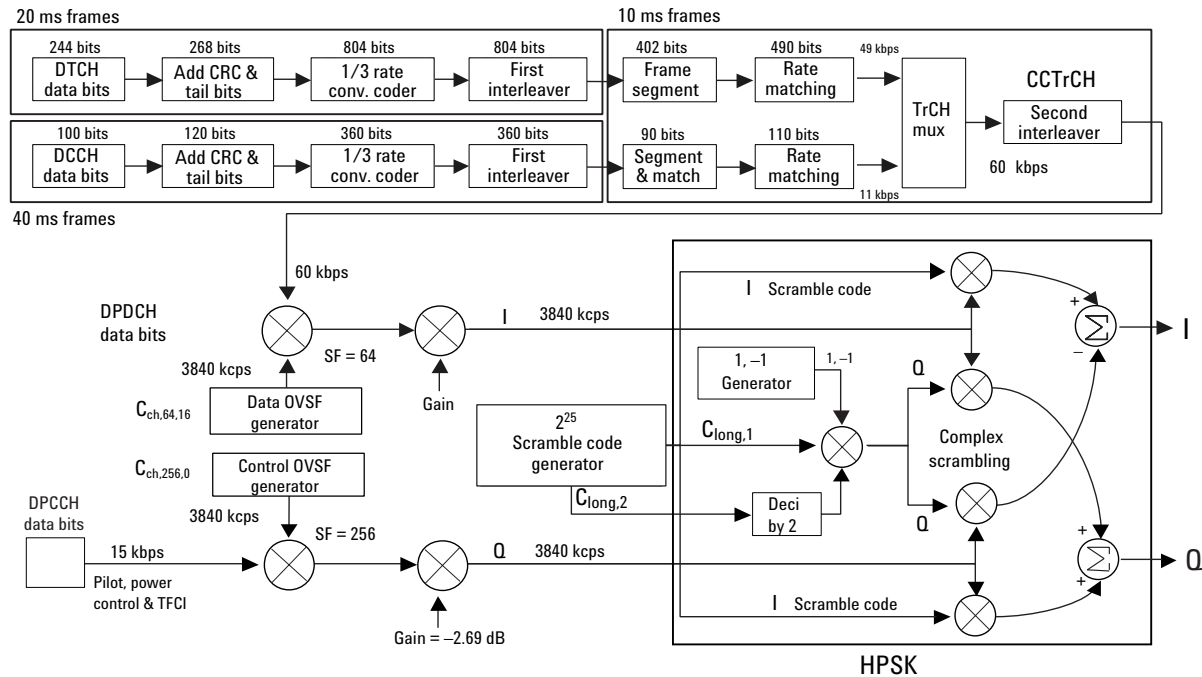 20 ms frames
10 ms frames
244 bits
268 bits
804 bits
804 bits
402 bits
490 bits
49 kbps
DTCH
data bits
Add CRC &
tail bits
1/3 rate
conv. coder
First
interleaver
Frame
segment
Rate
matching
TrCH
mux
CCTrCH
Second
interleaver
100 bits
120 bits
360 bits
360 bits
90 bits
110 bits
DCCH
data bits
Add CRC &
tail bits
1/3 rate
conv. coder
First
interleaver
Segment
& match
Rate
matching
11 kbps
60 kbps
40 ms frames
60 kbps
DPDCH
data bits
I
3840 kcps
I Scramble code
+
Σ
−
I
SF = 64
3840 kcps
Gain
Cch,64,16
Data OVSF
generator
1, −1
Generator
1, −1
Q
2²⁵
Scramble code
generator
Clong,1
Complex
scrambling
Cch,256,0
Control OVSF
generator
Clong,2
Deci
by 2
Q
DPCCH
data bits
3840 kcps
SF = 256
15 kbps
Pilot, power
control & TFCI
Q
3840 kcps
+
Σ
+
Q
I Scramble code
Gain = −2.69 dB
HPSK